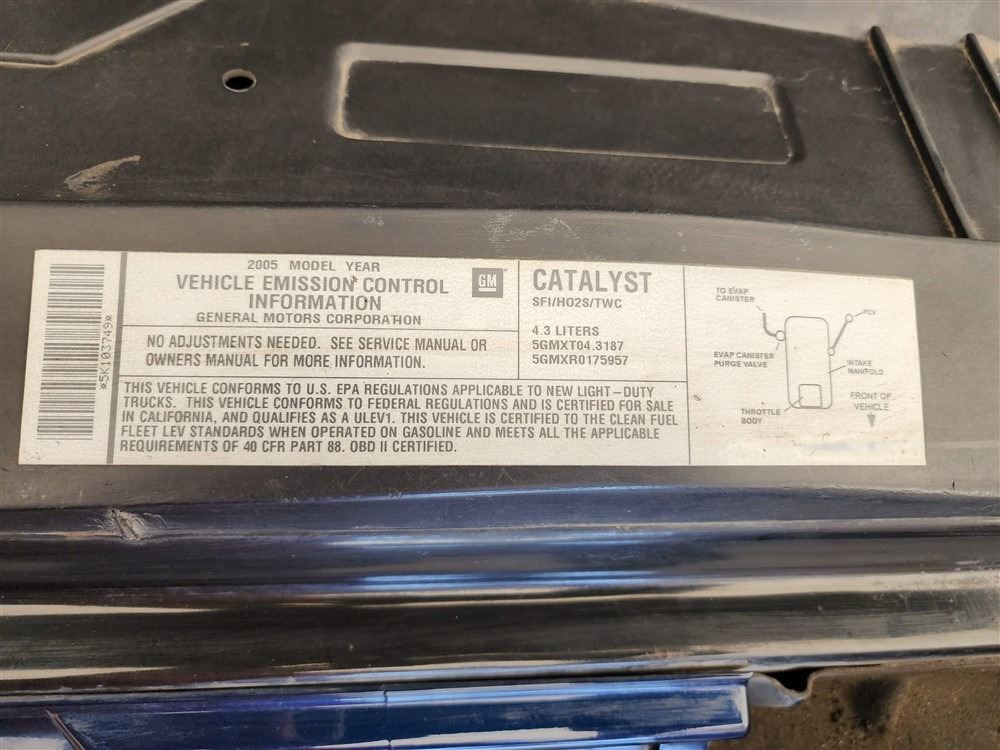 *5K103749*
2005 MODEL YEAR
VEHICLE EMISSION CONTROL
INFORMATION
GENERAL MOTORS CORPORATION
GM
NO ADJUSTMENTS NEEDED. SEE SERVICE MANUAL OR
OWNERS MANUAL FOR MORE INFORMATION.
CATALYST
SFI/HO2S/TWC
4.3 LITERS
5GMXT04.3187
5GMXR0175957
THIS VEHICLE CONFORMS TO U.S. EPA REGULATIONS APPLICABLE TO NEW LIGHT-DUTY
TRUCKS. THIS VEHICLE CONFORMS TO FEDERAL REGULATIONS AND IS CERTIFIED FOR SALE
IN CALIFORNIA, AND QUALIFIES AS A ULEV1. THIS VEHICLE IS CERTIFIED TO THE CLEAN FUEL
FLEET LEV STANDARDS WHEN OPERATED ON GASOLINE AND MEETS ALL THE APPLICABLE
REQUIREMENTS OF 40 CFR PART 88. OBD II CERTIFIED.
TO EVAP
CANISTER
PCV
EVAP CANISTER
PURGE VALVE
INTAKE
MANIFOLD
THROTTLE
BODY
FRONT OF
VEHICLE